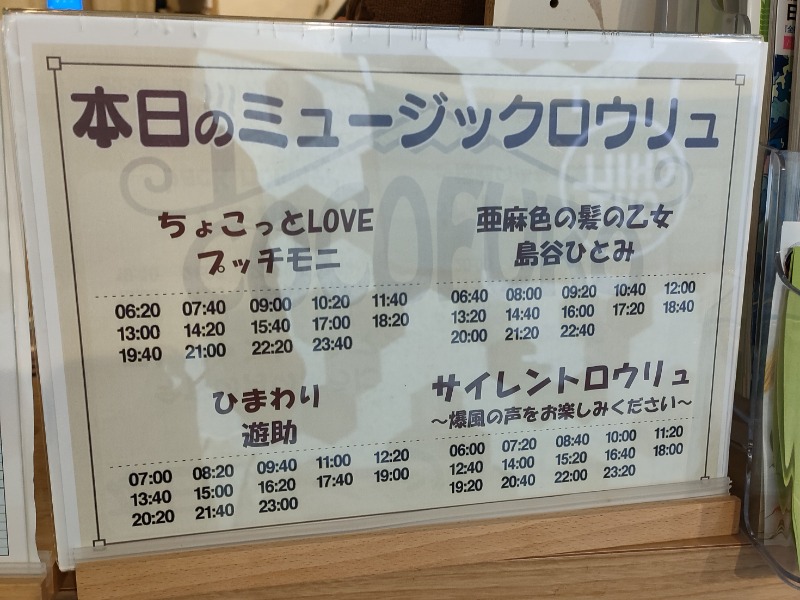 本日のミュージックロウリュ
ちょこっとLOVE
プッチモニ
06:20 07:40 09:00 10:20 11:40
13:00 14:20 15:40 17:00 18:20
19:40 21:00 22:20 23:40
亜麻色の髪の乙女
島谷ひとみ
06:40 08:00 09:20 10:40 12:00
13:20 14:40 16:00 17:20 18:40
20:00 21:20 22:40
ひまわり
遊助
07:00 08:20 09:40 11:00 12:20
13:40 15:00 16:20 17:40 19:00
20:20 21:40 23:00
サイレントロウリュ
~爆風の声をお楽しみください~
06:00 07:20 08:40 10:00 11:20
12:40 14:00 15:20 16:40 18:00
19:20 20:40 22:00 23:20